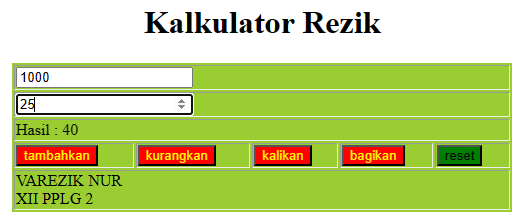 Kalkulator Rezik
1000
25
Hasil : 40
tambahkan kurangkan kalikan bagikan reset
VAREZIK NUR
XII PPLG 2